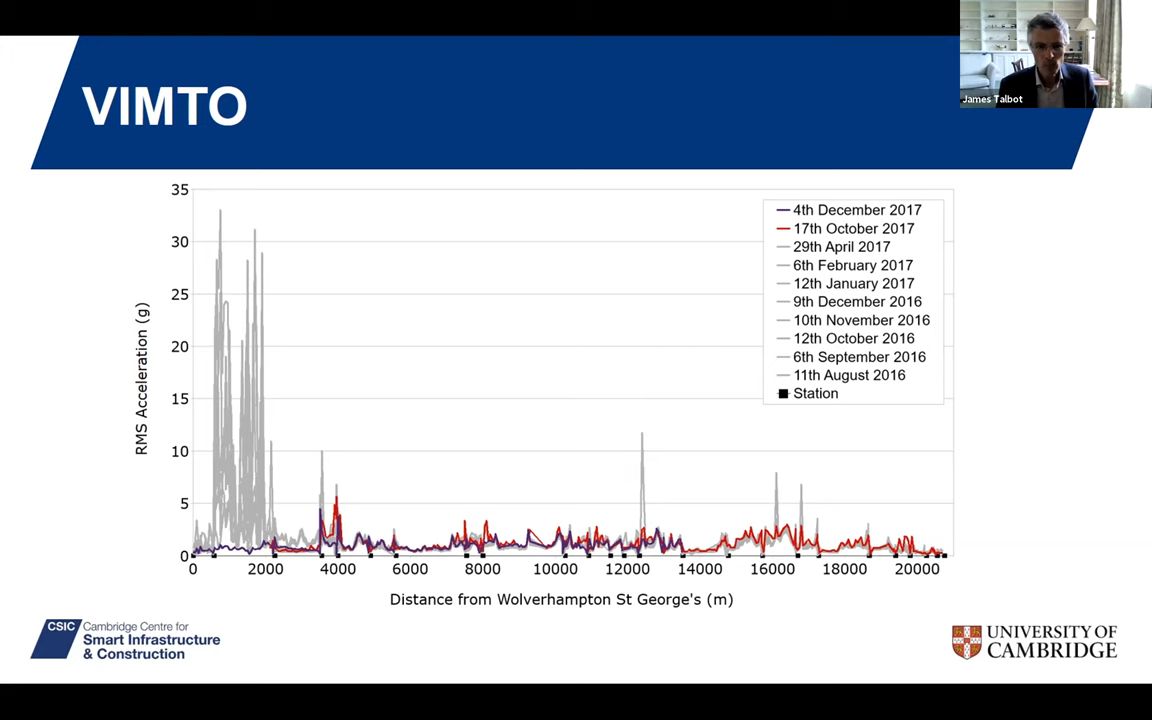 James Talbot
VIMTO
35
30
25
20
15
10
5
0
RMS Acceleration (g)
4th December 2017
17th October 2017
29th April 2017
6th February 2017
12th January 2017
9th December 2016
10th November 2016
12th October 2016
6th September 2016
11th August 2016
Station
0 2000 4000 6000 8000 10000 12000 14000 16000 18000 20000
Distance from Wolverhampton St George's (m)
CSIC Cambridge Centre for
Smart Infrastructure
& Construction
UNIVERSITY OF
CAMBRIDGE